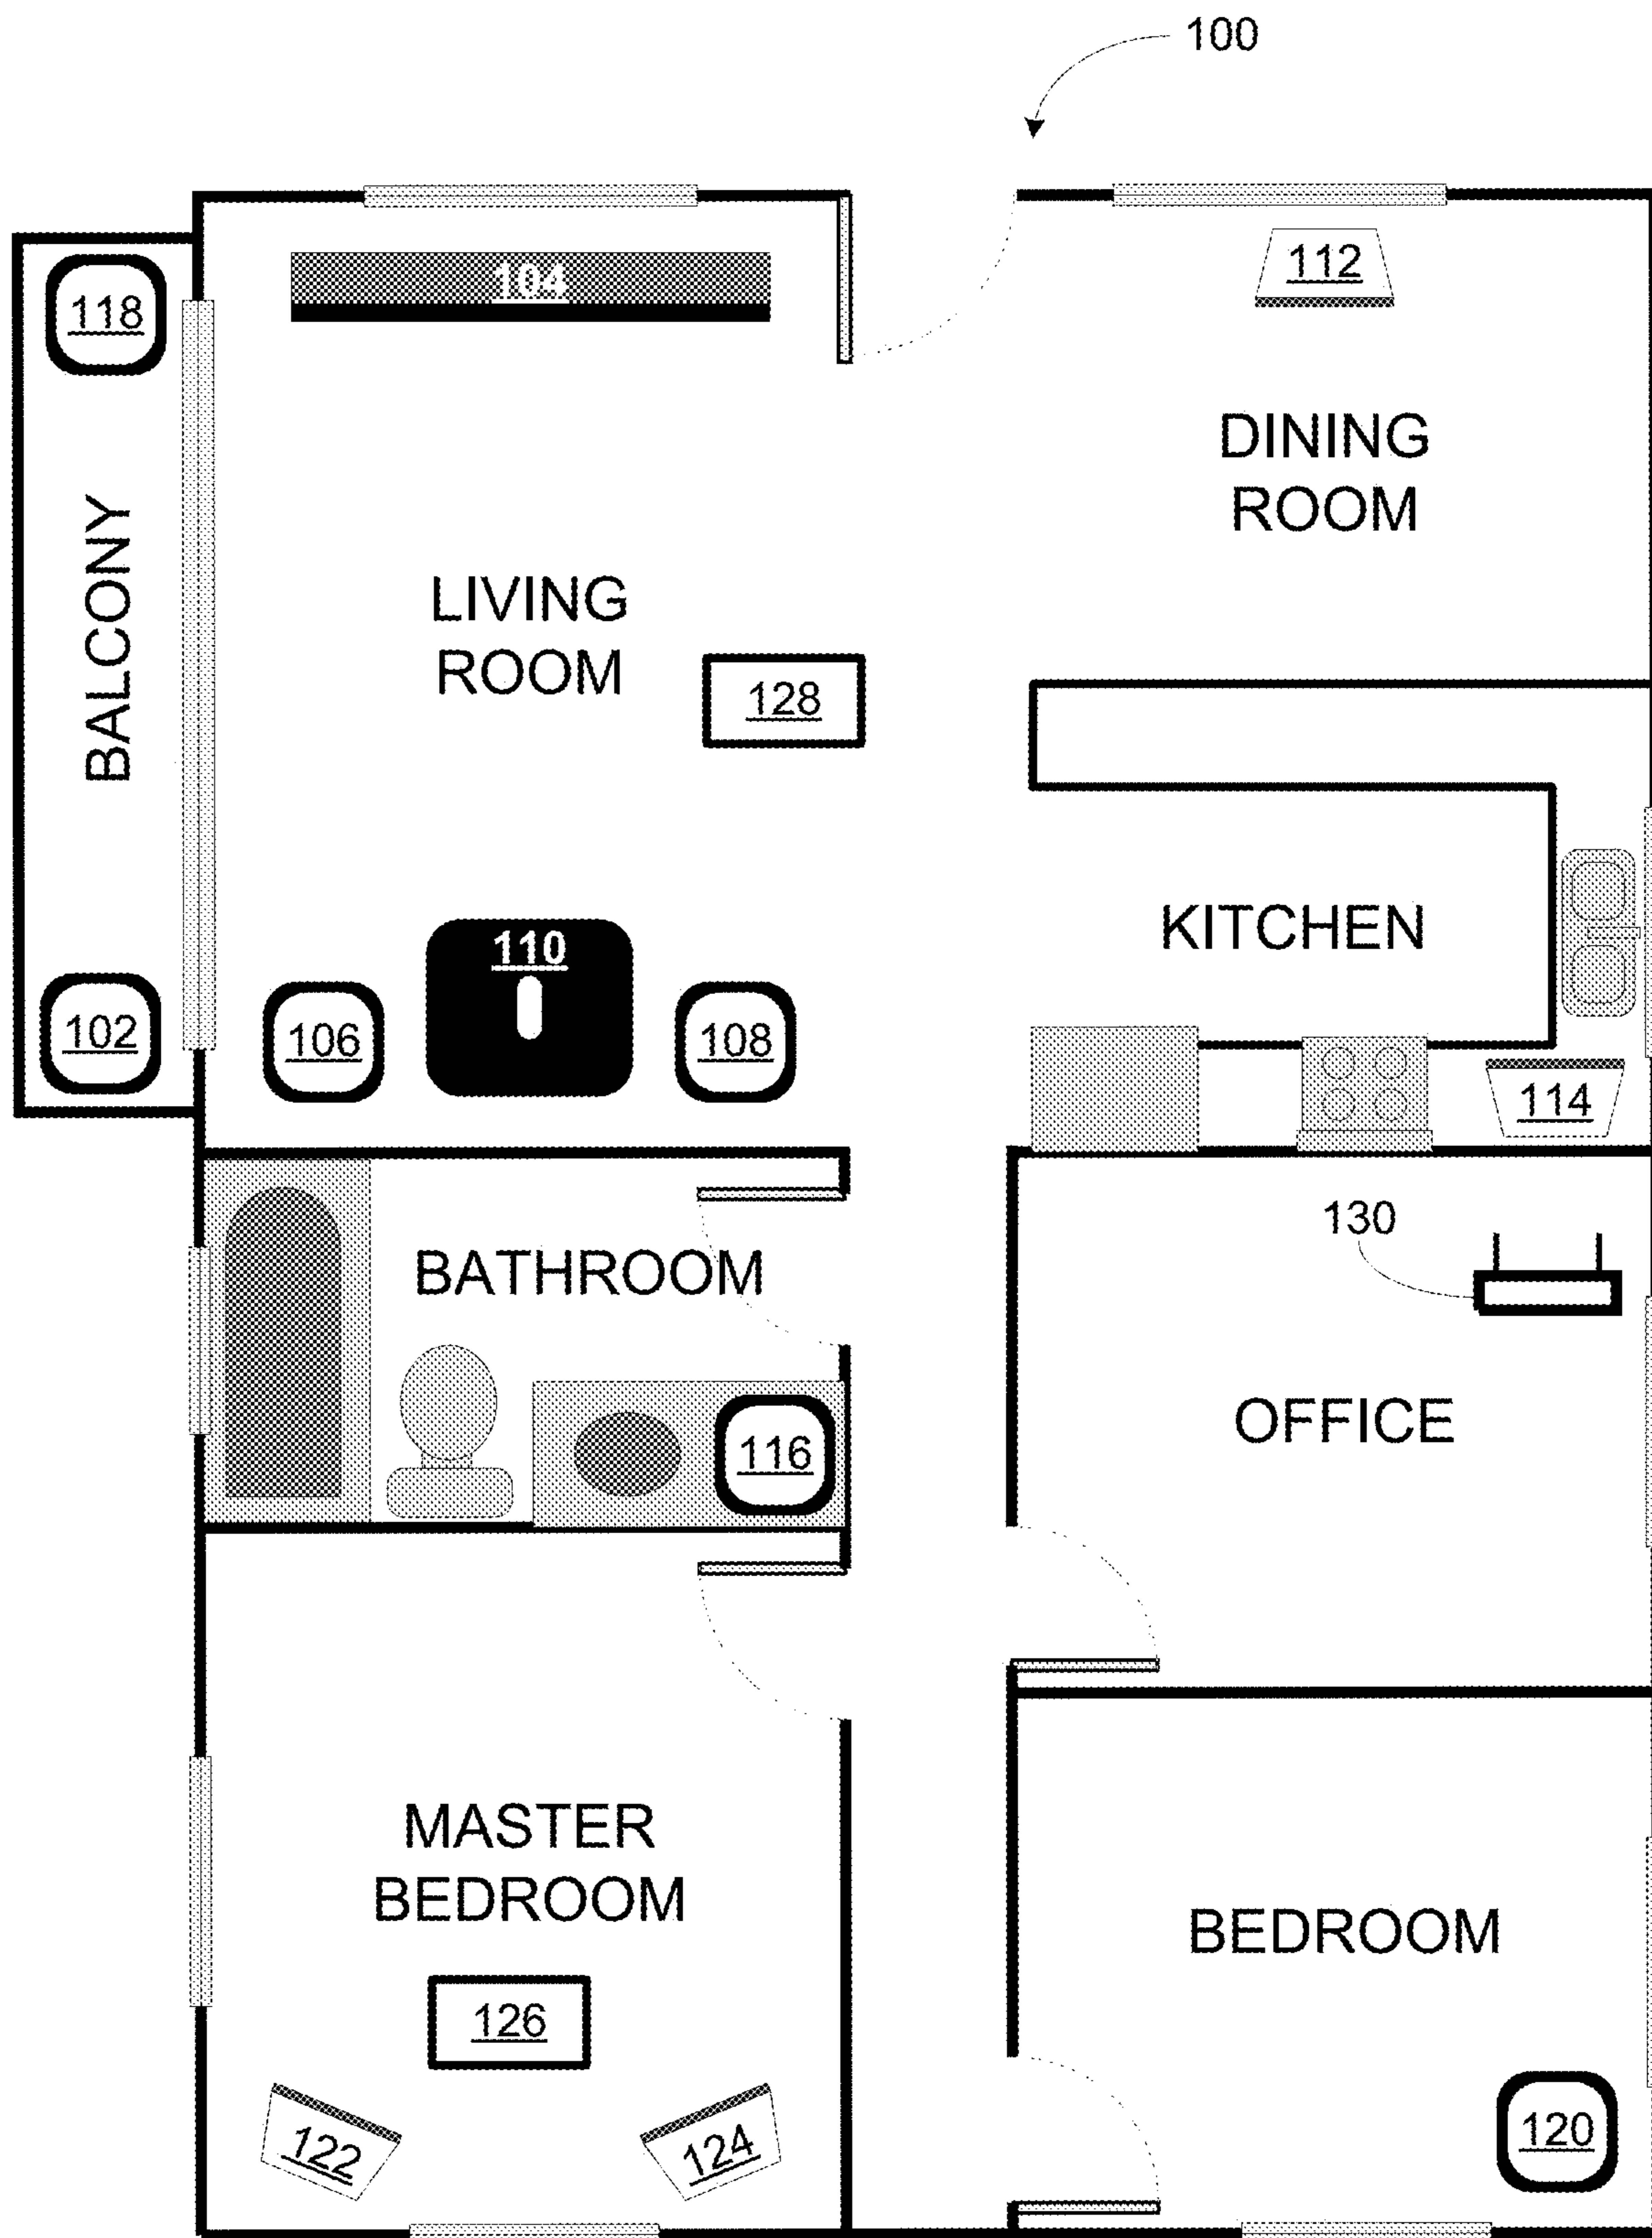 100
104
112
118
DINING
ROOM
BALCONY
LIVING
ROOM
128
KITCHEN
110
102
106
108
114
130
BATHROOM
OFFICE
116
MASTER
BEDROOM
BEDROOM
126
122
124
120